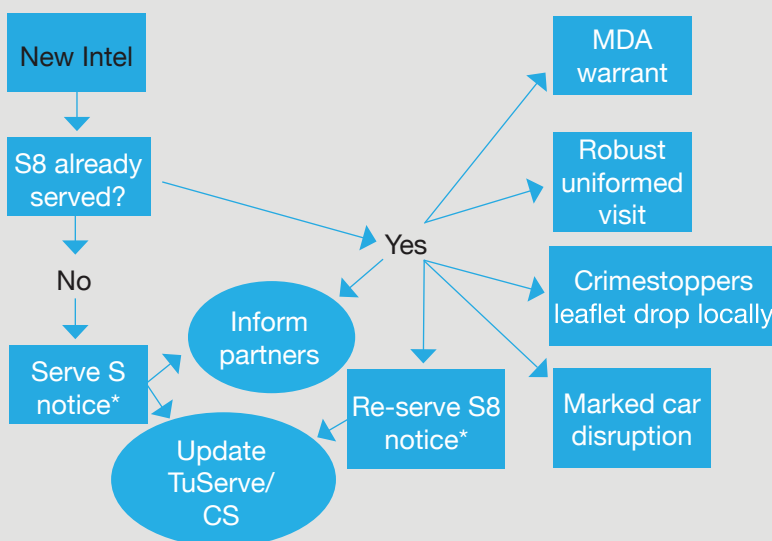 New Intel
S8 already
served?
No
Serve S
notice*
Yes
Inform
partners
Update
TuServe/
CS
Re-serve S8
notice*
MDA
warrant
Robust
uniformed
visit
Crimestoppers
leaflet drop locally
Marked car
disruption